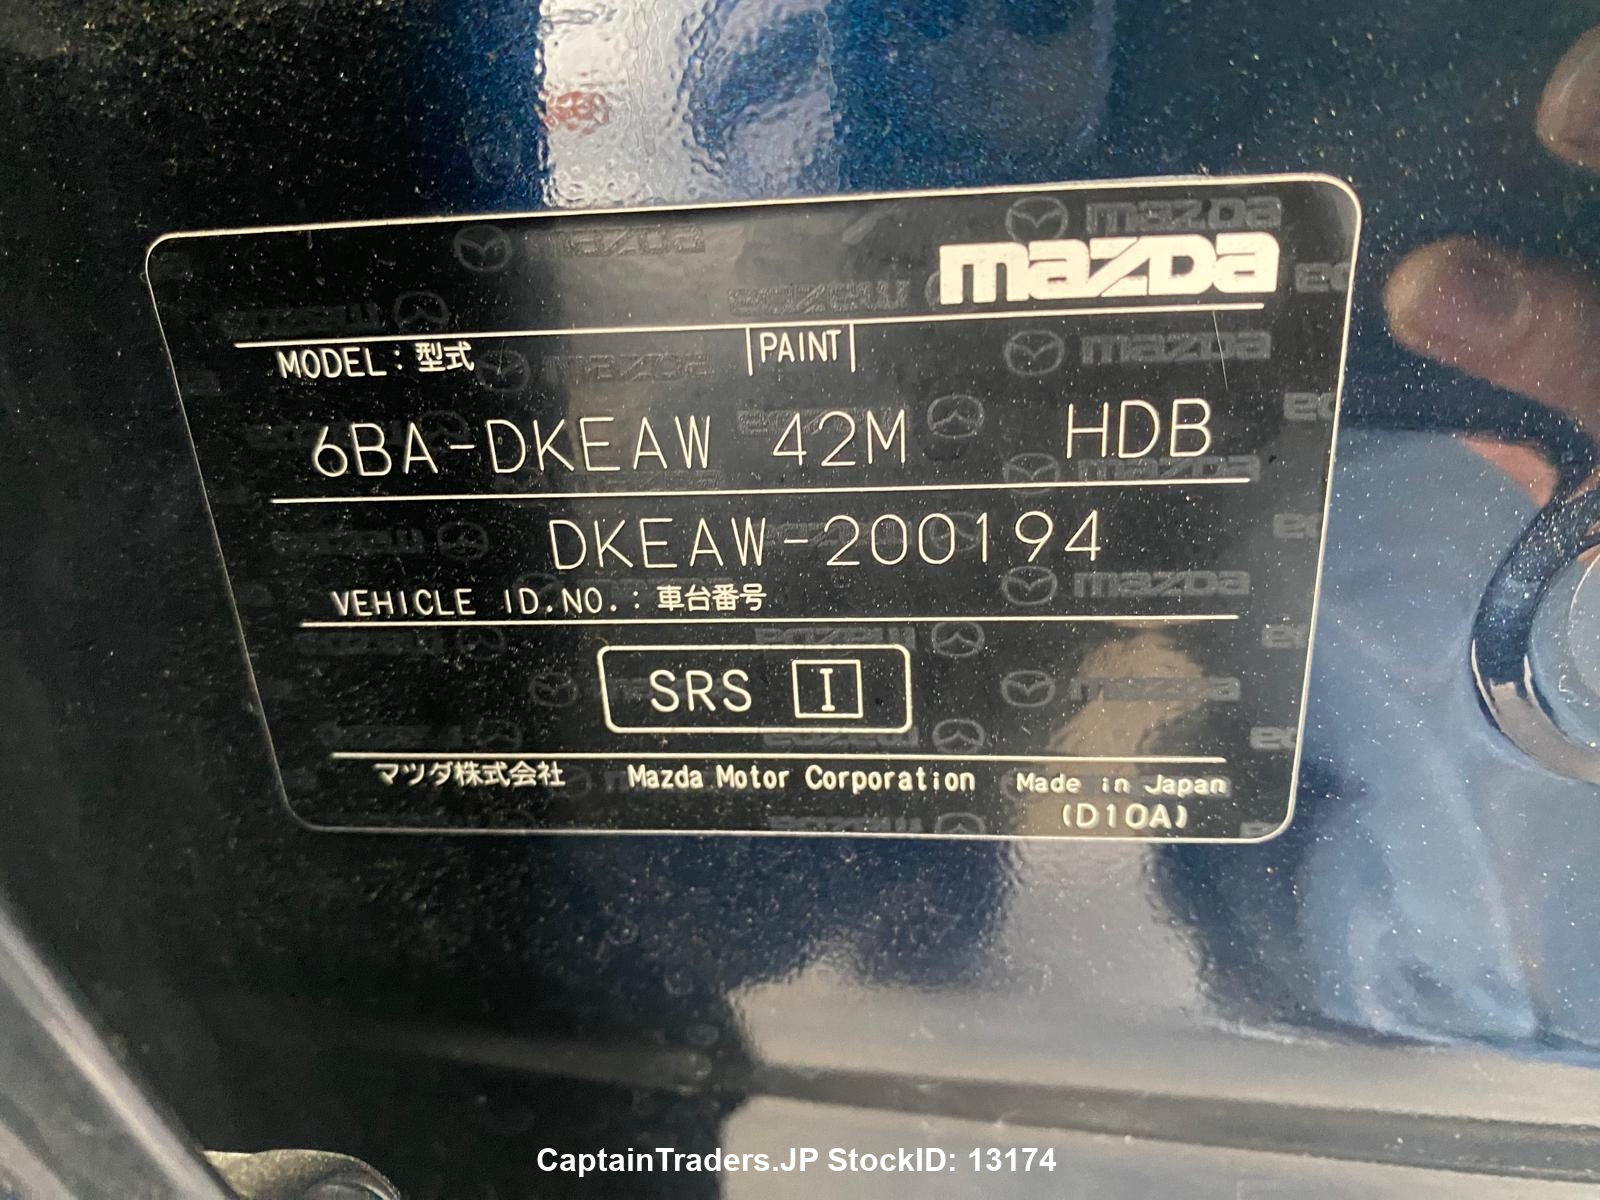 mazda
MODEL : 型式 PAINT
6BA-DKEAW 42M HDB
DKEAW-200194
VEHICLE ID.NO. : 車台番号
SRS I
マツダ株式会社 Mazda Motor Corporation Made in Japan
(D10A)
CaptainTraders.JP StockID: 13174